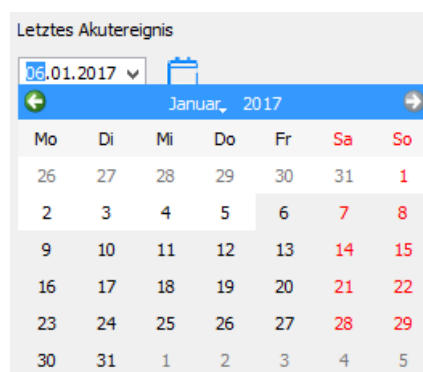 Letztes Akutereignis
06.01.2017
Januar 2017
Mo Di Mi Do Fr Sa So
26 27 28 29 30 31 1
2 3 4 5 6 7 8
9 10 11 12 13 14 15
16 17 18 19 20 21 22
23 24 25 26 27 28 29
30 31 1 2 3 4 5